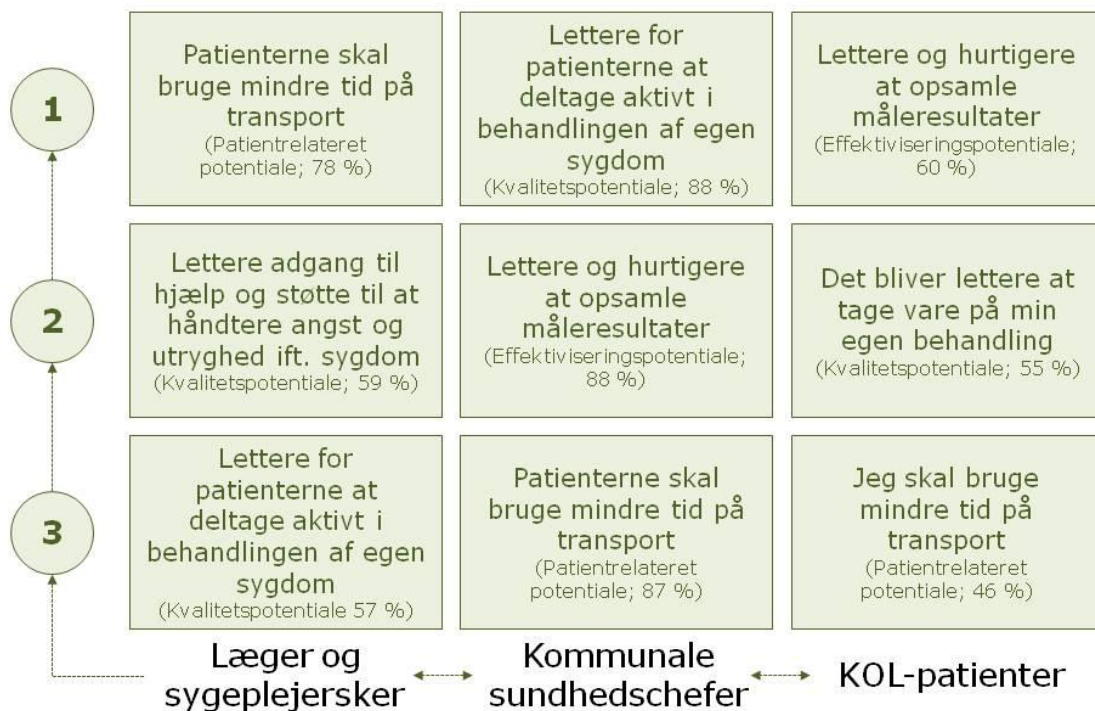 1
Patienterne skal
bruge mindre tid på
transport
(Patientrelateret
potentiale; 78 %)
Lettere for
patienterne at
deltage aktivt i
behandlingen af egen
sygdom
(Kvalitetspotentiale; 88 %)
Lettere og hurtigere
at opsamle
måleresultater
(Effektiviseringspotentiale;
60 %)
2
Lettere adgang til
hjælp og støtte til at
håndtere angst og
utryghed ift. sygdom
(Kvalitetspotentiale; 59 %)
Lettere og hurtigere
at opsamle
måleresultater
(Effektiviseringspotentiale;
88 %)
Det bliver lettere at
tage vare på min
egen behandling
(Kvalitetspotentiale; 55 %)
3
Lettere for
patienterne at
deltage aktivt i
behandlingen af egen
sygdom
(Kvalitetspotentiale 57 %)
Patienterne skal
bruge mindre tid på
transport
(Patientrelateret
potentiale; 87 %)
Jeg skal bruge
mindre tid på
transport
(Patientrelateret
potentiale; 46 %)
Læger og
sygeplejersker
Kommunale
sundhedschefer
KOL-patienter